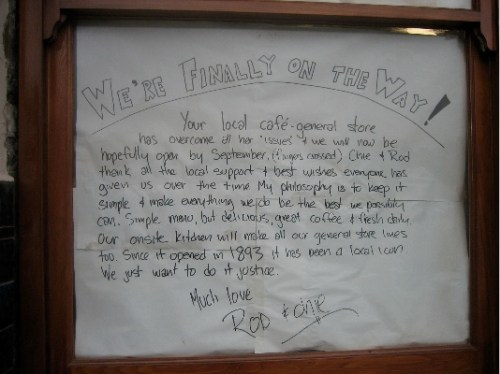 WE'RE FINALLY ON THE WAY!
Your local café-general store
has overcome all her "issues" & we will now be
hopefully open by September, (fingers crossed) Chie & Rod
thank all the local support & best wishes everyone has
given us over the time My philosophy is to keep it
simple & make everything we do be the best we possibly
can. Simple menu, but delicious, great coffee & fresh daily
Our onsite kitchen will make all our general store lines
too. Since it opened in 1893 it has been a local icon
We just want to do it justice.
Much love
ROD &